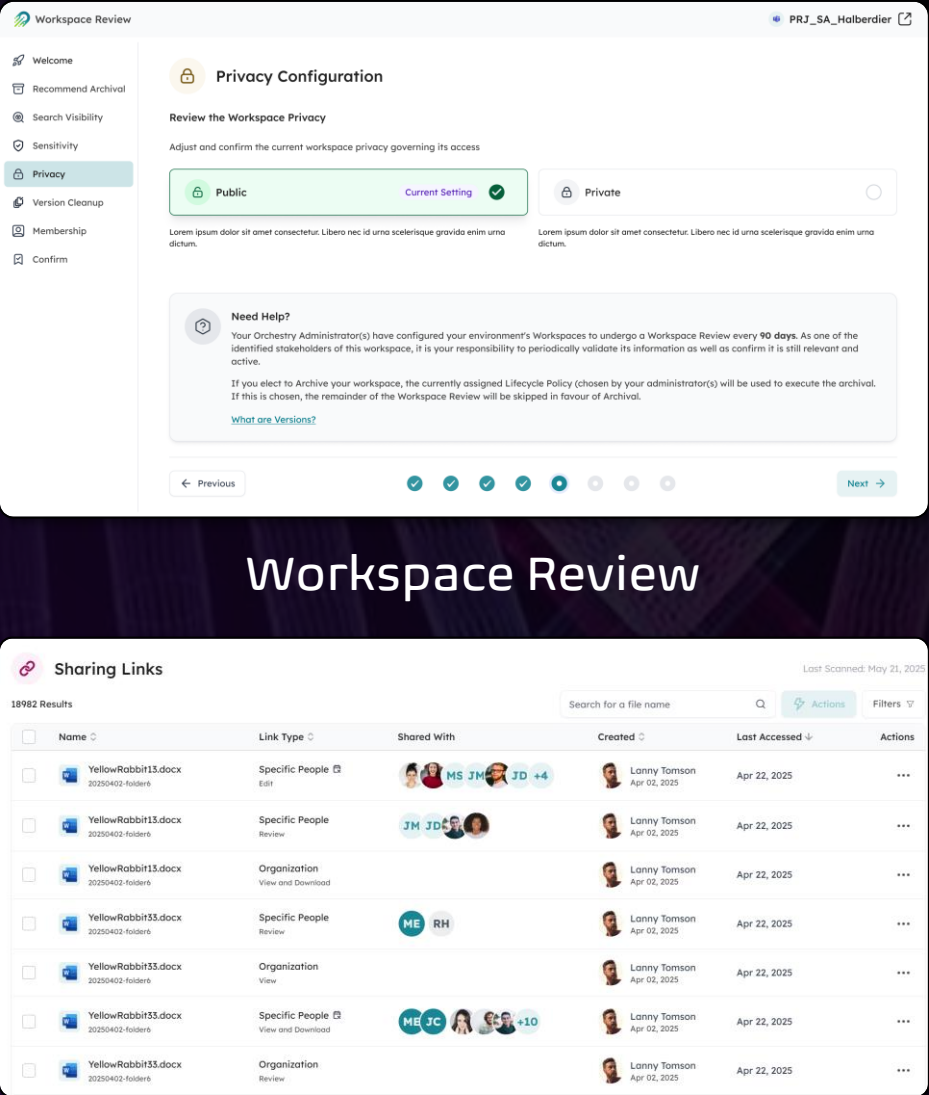 Workspace Review
PRJ_SA_Halberdier
Welcome
Recommend Archival
Search Visibility
Sensitivity
Privacy
Version Cleanup
Membership
Confirm
Privacy Configuration
Review the Workspace Privacy
Adjust and confirm the current workspace privacy governing its access
Public Current Setting
Private
Lorem ipsum dolor sit amet consectetur. Libero nec id urna scelerisque gravida enim urna
dictum.
Lorem ipsum dolor sit amet consectetur. Libero nec id urna scelerisque gravida enim urna
dictum.
Need Help?
Your Orchestry Administrator(s) have configured your environment's Workspaces to undergo a Workspace Review every 90 days. As one of the
identified stakeholders of this workspace, it is your responsibility to periodically validate its information as well as confirm it is still relevant and
active.
If you elect to Archive your workspace, the currently assigned Lifecycle Policy (chosen by your administrator(s) will be used to execute the archival.
If this is chosen, the remainder of the Workspace Review will be skipped in favour of Archival.
What are Versions?
Previous
Next
Workspace Review
Sharing Links
Last Scanned: May 21, 2025
18982 Results
Search for a file name
Actions
Filters
Name Link Type Shared With Created Last Accessed Actions
YellowRabbit13.docx Specific People MS JM JD +4 Lanny Tomson Apr 22, 2025
20250402-folder6 Edit Apr 02, 2025
YellowRabbit13.docx Specific People JM JD Lanny Tomson Apr 22, 2025
20250402-folder6 Review Apr 02, 2025
YellowRabbit13.docx Organization Lanny Tomson Apr 22, 2025
20250402-folder6 View and Download Apr 02, 2025
YellowRabbit33.docx Specific People ME RH Lanny Tomson Apr 22, 2025
20250402-folder6 Review Apr 02, 2025
YellowRabbit33.docx Organization Lanny Tomson Apr 22, 2025
20250402-folder6 View Apr 02, 2025
YellowRabbit33.docx Specific People ME JC +10 Lanny Tomson Apr 22, 2025
20250402-folder6 View and Download Apr 02, 2025
YellowRabbit33.docx Organization Lanny Tomson Apr 22, 2025
20250402-folder6 Review Apr 02, 2025